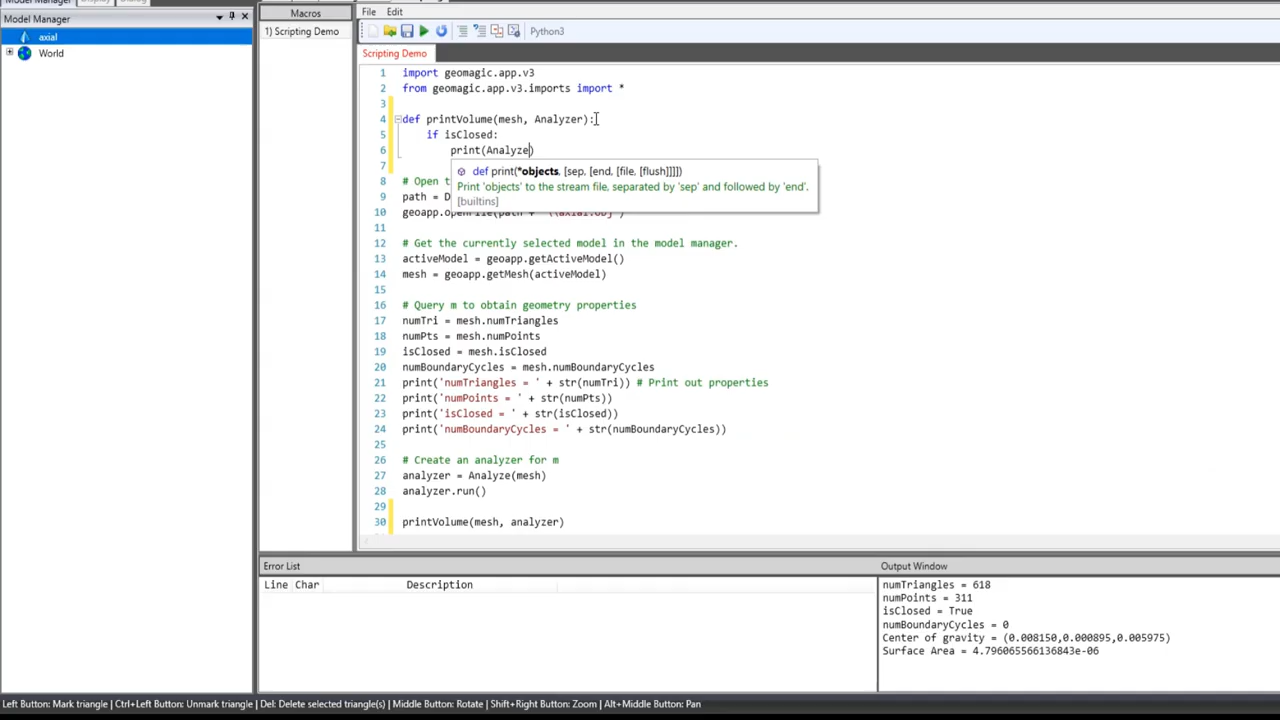 Model Manager
Display
Dialog
Model Manager
axial
World
Macros
1) Scripting Demo
File Edit
Python3
Scripting Demo
1 import geomagic.app.v3
2 from geomagic.app.v3.imports import *
3
4 def printVolume(mesh, Analyzer):
5 if isClosed:
6 print(Analyze)
def print(*objects, [sep, [end, [file, [flush]]]])
Print 'objects' to the stream file, separated by 'sep' and followed by 'end'.
[builtins]
7
8 # Open t
9 path = D
10 geoapp.openFile(path + "\\axial.obj")
11
12 # Get the currently selected model in the model manager.
13 activeModel = geoapp.getActiveModel()
14 mesh = geoapp.getMesh(activeModel)
15
16 # Query m to obtain geometry properties
17 numTri = mesh.numTriangles
18 numPts = mesh.numPoints
19 isClosed = mesh.isClosed
20 numBoundaryCycles = mesh.numBoundaryCycles
21 print('numTriangles = ' + str(numTri)) # Print out properties
22 print('numPoints = ' + str(numPts))
23 print('isClosed = ' + str(isClosed))
24 print('numBoundaryCycles = ' + str(numBoundaryCycles))
25
26 # Create an analyzer for m
27 analyzer = Analyze(mesh)
28 analyzer.run()
29
30 printVolume(mesh, analyzer)
Error List
Line Char Description
Output Window
numTriangles = 618
numPoints = 311
isClosed = True
numBoundaryCycles = 0
Center of gravity = (0.008150,0.000895,0.005975)
Surface Area = 4.796065566136843e-06
Left Button: Mark triangle | Ctrl+Left Button: Unmark triangle | Del: Delete selected triangle(s) | Middle Button: Rotate | Shift+Right Button: Zoom | Alt+Middle Button: Pan